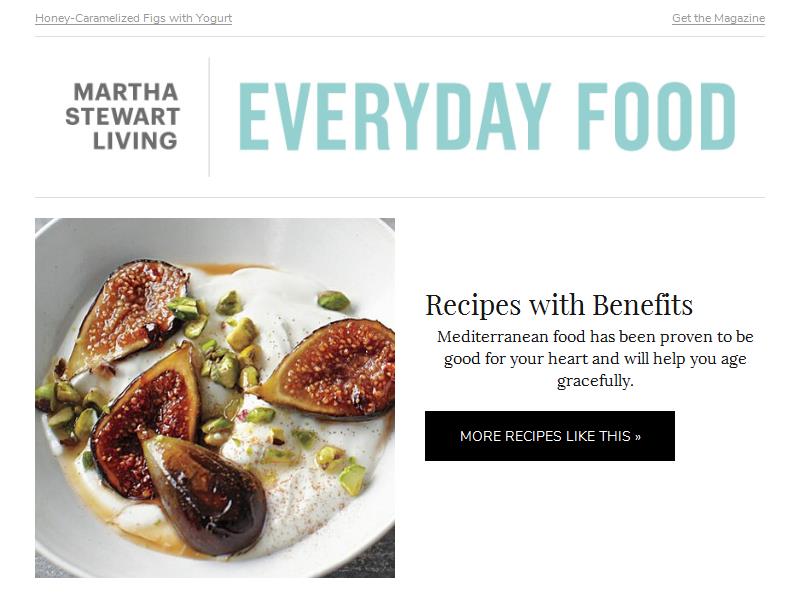 Honey-Caramelized Figs with Yogurt
Get the Magazine
MARTHA
STEWART
LIVING
EVERYDAY FOOD
Recipes with Benefits
Mediterranean food has been proven to be
good for your heart and will help you age
gracefully.
MORE RECIPES LIKE THIS »